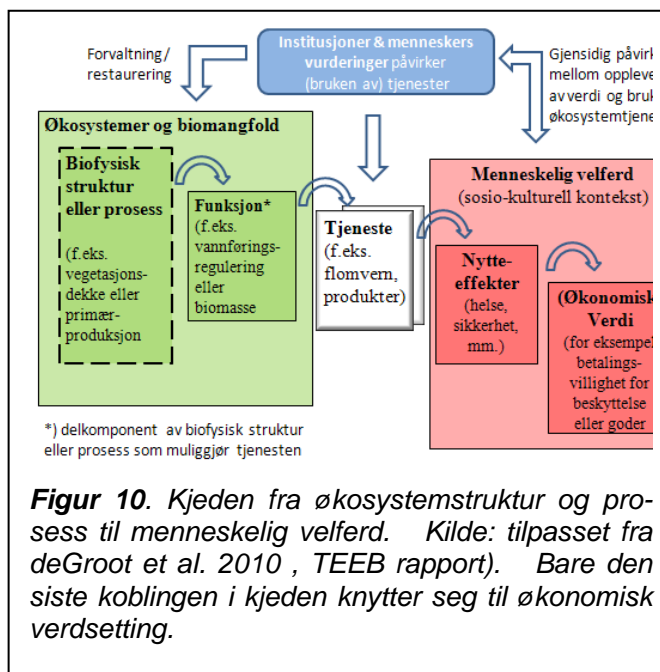 Forvaltning/
restaurering
Institusjoner & menneskers
vurderinger påvirker
(bruken av) tjenester
Gjensidig påvirk
mellom oppleve
av verdi og bruk
økosystemtjene
Økosystemer og biomangfold
Biofysisk
struktur
eller prosess
(f.eks.
vegetasjons-
dekke eller
primær-
produksjon
Funksjon*
(f.eks.
vannførings-
regulering
eller
biomasse
Tjeneste
(f.eks.
flomvern,
produkter)
Menneskelig velferd
(sosio-kulturell kontekst)
Nytte-
effekter
(helse,
sikkerhet,
mm.)
(Økonomisk
Verdi
(for eksempel
betalings-
villighet for
beskyttelse
eller goder
*) delkomponent av biofysisk struktur
eller prosess som muliggjør tjenesten
Figur 10. Kjeden fra økosystemstruktur og pro-
sess til menneskelig velferd. Kilde: tilpasset fra
deGroot et al. 2010 , TEEB rapport). Bare den
siste koblingen i kjeden knytter seg til økonomisk
verdsetting.